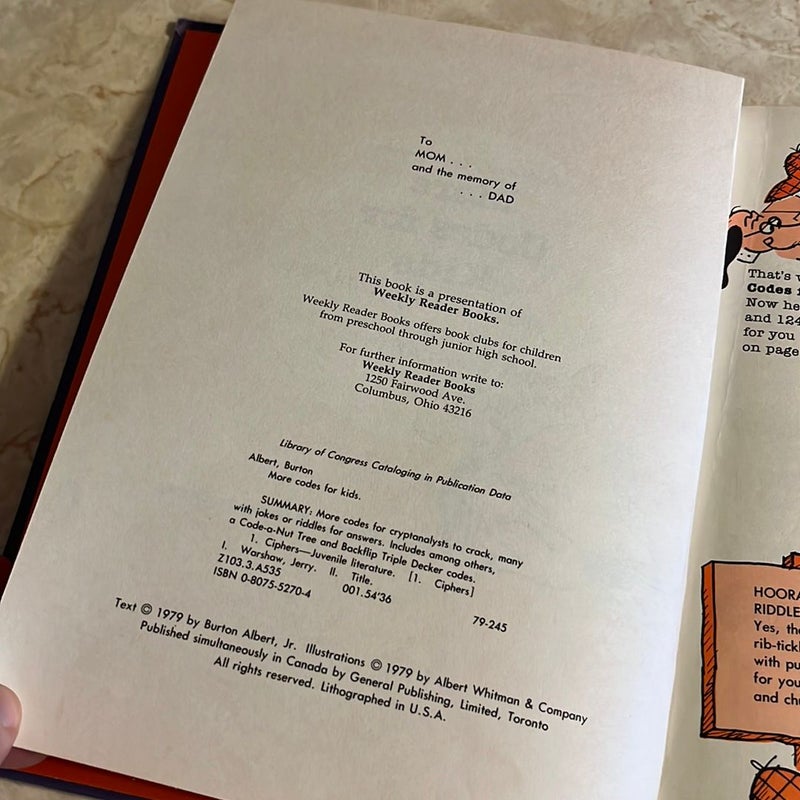 To
MOM . . .
and the memory of
. . . DAD
This book is a presentation of
Weekly Reader Books.
Weekly Reader Books offers book clubs for children
from preschool through junior high school.
For further information write to:
Weekly Reader Books
1250 Fairwood Ave.
Columbus, Ohio 43216
Library of Congress Cataloging in Publication Data
Albert, Burton
More codes for kids.
SUMMARY: More codes for cryptanalysts to crack, many
with jokes or riddles for answers. Includes among others,
a Code-a-Nut Tree and Backflip Triple Decker codes.
1. Ciphers—Juvenile literature. [1. Ciphers]
I. Warshaw, Jerry. II. Title.
Z103.3.A535 001.54'36 79-245
ISBN 0-8075-5270-4
Text © 1979 by Burton Albert, Jr. Illustrations © 1979 by Albert Whitman & Company
Published simultaneously in Canada by General Publishing, Limited, Toronto
All rights reserved. Lithographed in U.S.A.
That's
Codes
Now he
and 124
for you
on page
HOORA
RIDDLE
Yes, the
rib-tickl
with pu
for you
and chu